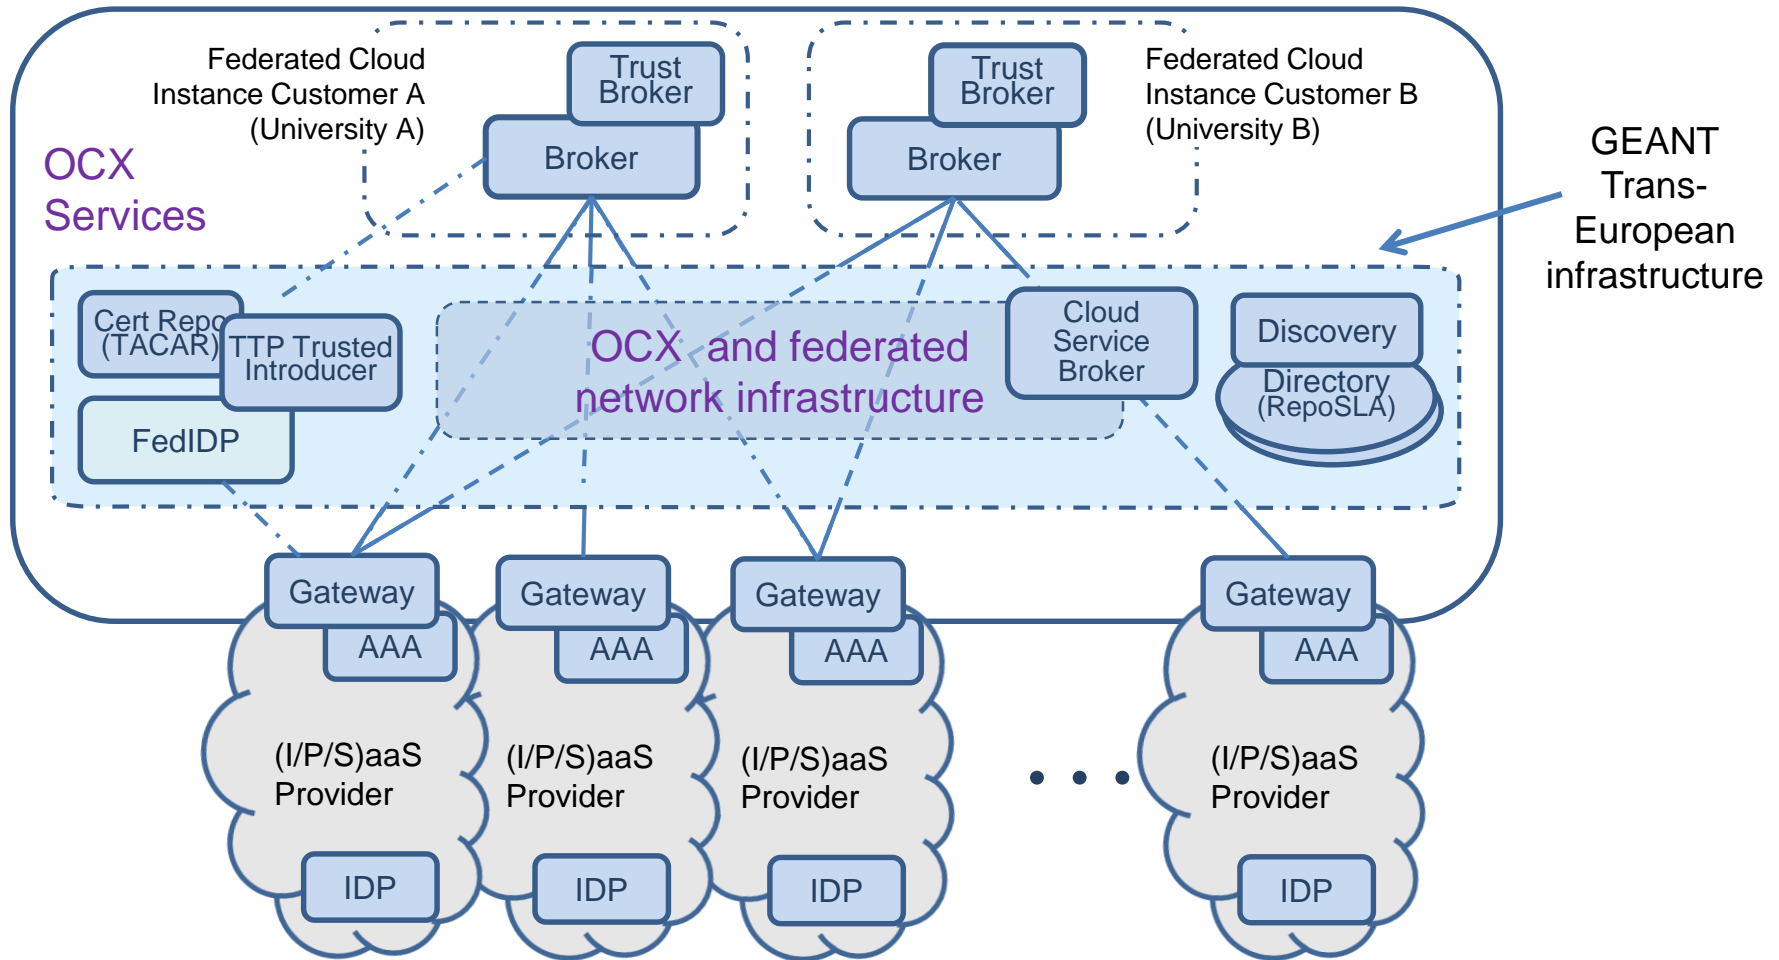 Federated Cloud
Instance Customer A
(University A)
Trust
Broker
Broker
Trust
Broker
Broker
Federated Cloud
Instance Customer B
(University B)
OCX
Services
GEANT
Trans-
European
infrastructure
Cert Repo
(TACAR)
TTP Trusted
Introducer
FedIDP
OCX and federated
network infrastructure
Cloud
Service
Broker
Discovery
Directory
(RepoSLA)
Gateway
AAA
(I/P/S)aaS
Provider
IDP
Gateway
AAA
(I/P/S)aaS
Provider
IDP
Gateway
AAA
(I/P/S)aaS
Provider
IDP
• • •
Gateway
AAA
(I/P/S)aaS
Provider
IDP